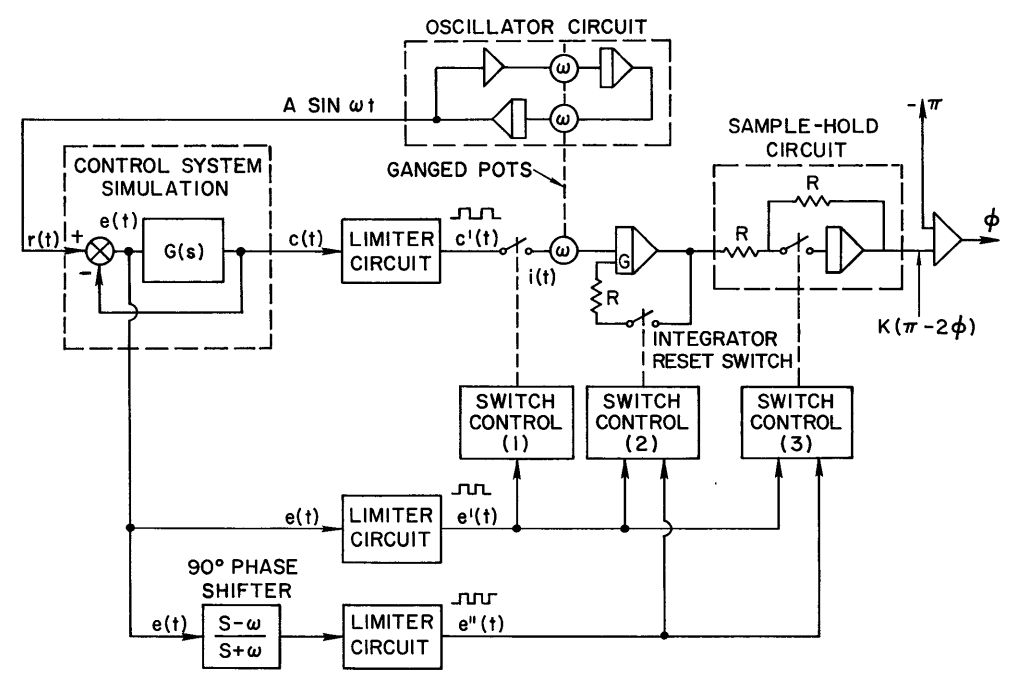 OSCILLATOR CIRCUIT
ω
ω
A SIN ωt
-π
SAMPLE-HOLD
CIRCUIT
CONTROL SYSTEM
SIMULATION
GANGED POTS
R
r(t)
+
e(t)
G(s)
-
c(t)
LIMITER
CIRCUIT
c'(t)
i(t)
ω
G
R
R
ϕ
K(π-2ϕ)
INTEGRATOR
RESET SWITCH
SWITCH
CONTROL
(1)
SWITCH
CONTROL
(2)
SWITCH
CONTROL
(3)
e(t)
LIMITER
CIRCUIT
e'(t)
90° PHASE
SHIFTER
e(t)
S-ω
S+ω
LIMITER
CIRCUIT
e"(t)